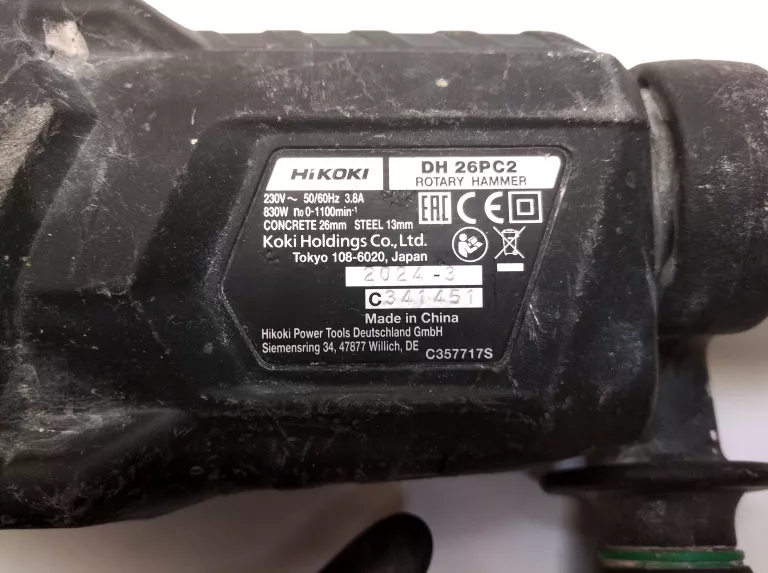 HiKOKI
DH 26PC2
ROTARY HAMMER
230V～ 50/60Hz 3.8A
830W n₀ 0-1100min⁻¹
CONCRETE 26mm STEEL 13mm
EAC CE
Koki Holdings Co., Ltd.
Tokyo 108-6020, Japan
2024-3
C341451
Made in China
Hikoki Power Tools Deutschland GmbH
Siemensring 34, 47877 Willich, DE
C357717S